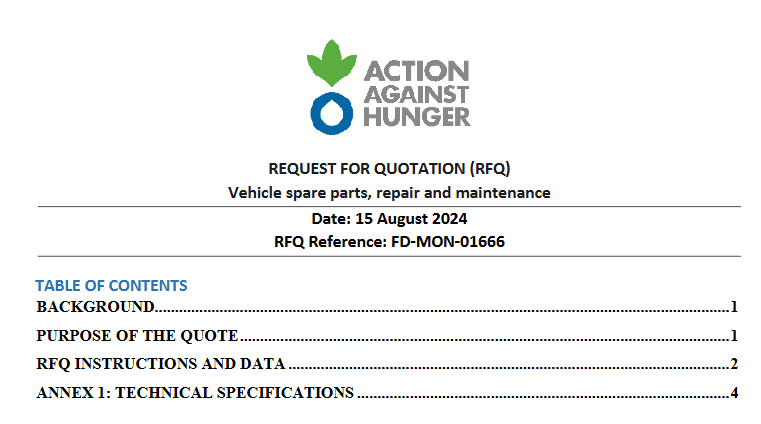 ACTION
AGAINST
HUNGER
REQUEST FOR QUOTATION (RFQ)
Vehicle spare parts, repair and maintenance
Date: 15 August 2024
RFQ Reference: FD-MON-01666
TABLE OF CONTENTS
BACKGROUND....................................................................................................................................1
PURPOSE OF THE QUOTE....................................................................................................................1
RFQ INSTRUCTIONS AND DATA..........................................................................................................2
ANNEX 1: TECHNICAL SPECIFICATIONS..............................................................................................4